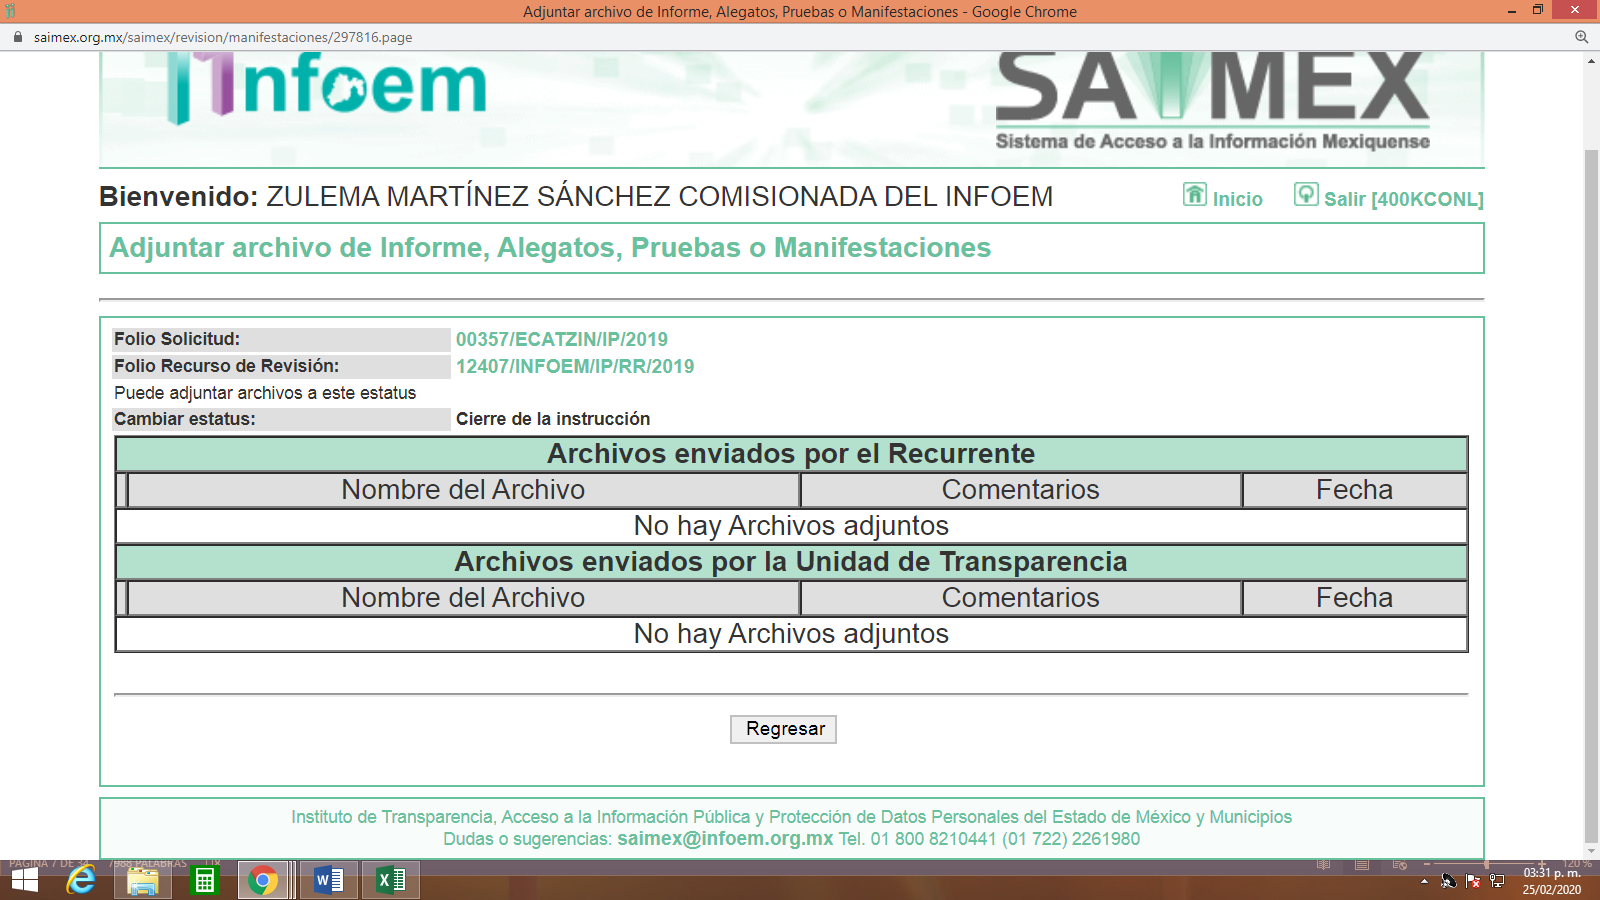 Adjuntar archivo de Informe, Alegatos, Pruebas o Manifestaciones - Google Chrome
saimex.org.mx/saimex/revision/manifestaciones/297816.page
infoem
SAIMEX
Sistema de Acceso a la Información Mexiquense
Bienvenido: ZULEMA MARTÍNEZ SÁNCHEZ COMISIONADA DEL INFOEM
Inicio Salir [400KCONL]
Adjuntar archivo de Informe, Alegatos, Pruebas o Manifestaciones
Folio Solicitud: 00357/ECATZIN/IP/2019
Folio Recurso de Revisión: 12407/INFOEM/IP/RR/2019
Puede adjuntar archivos a este estatus
Cambiar estatus: Cierre de la instrucción
Archivos enviados por el Recurrente
Nombre del Archivo Comentarios Fecha
No hay Archivos adjuntos
Archivos enviados por la Unidad de Transparencia
Nombre del Archivo Comentarios Fecha
No hay Archivos adjuntos
Regresar
Instituto de Transparencia, Acceso a la Información Pública y Protección de Datos Personales del Estado de México y Municipios
Dudas o sugerencias: saimex@infoem.org.mx Tel. 01 800 8210441 (01 722) 2261980
PÁGINA 7 DE 34 7988 PALABRAS
120 %
03:31 p. m.
25/02/2020